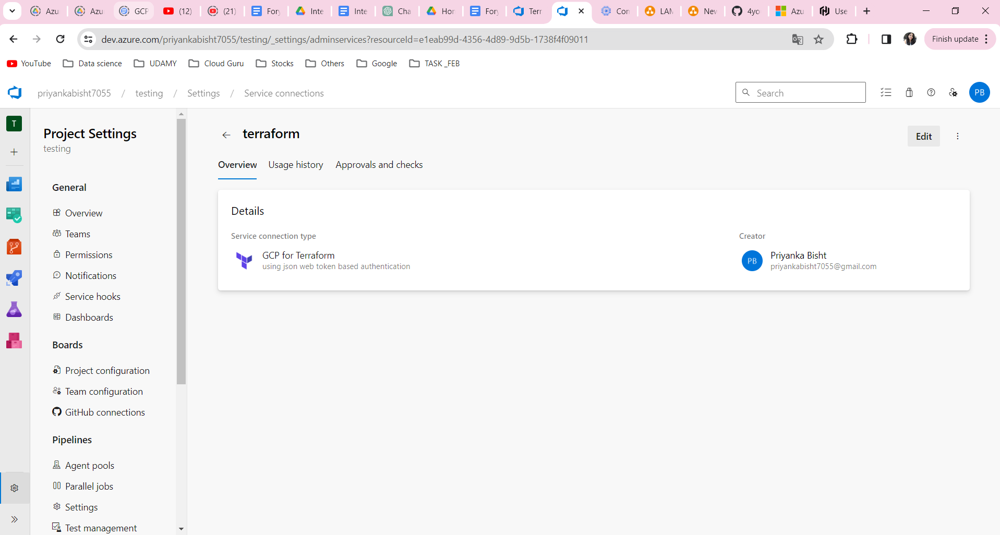 Azu
Azu
GCP
(12)
(21)
Fory
Inte
Inte
Cha
Hor
Fory
Terr
Con
LAM
Nev
4yo
Azu
Use
dev.azure.com/priyankabisht7055/testing/_settings/adminservices?resourceId=e1eab99d-4356-4d89-9d5b-1738f4f09011
Finish update
YouTube
Data science
UDAMY
Cloud Guru
Stocks
Others
Google
TASK _FEB
priyankabisht7055 / testing / Settings / Service connections
Search
PB
T
Project Settings
testing
General
Overview
Teams
Permissions
Notifications
Service hooks
Dashboards
Boards
Project configuration
Team configuration
GitHub connections
Pipelines
Agent pools
Parallel jobs
Settings
Test management
terraform
Edit
Overview
Usage history
Approvals and checks
Details
Service connection type
GCP for Terraform
using json web token based authentication
Creator
PB
Priyanka Bisht
priyankabisht7055@gmail.com